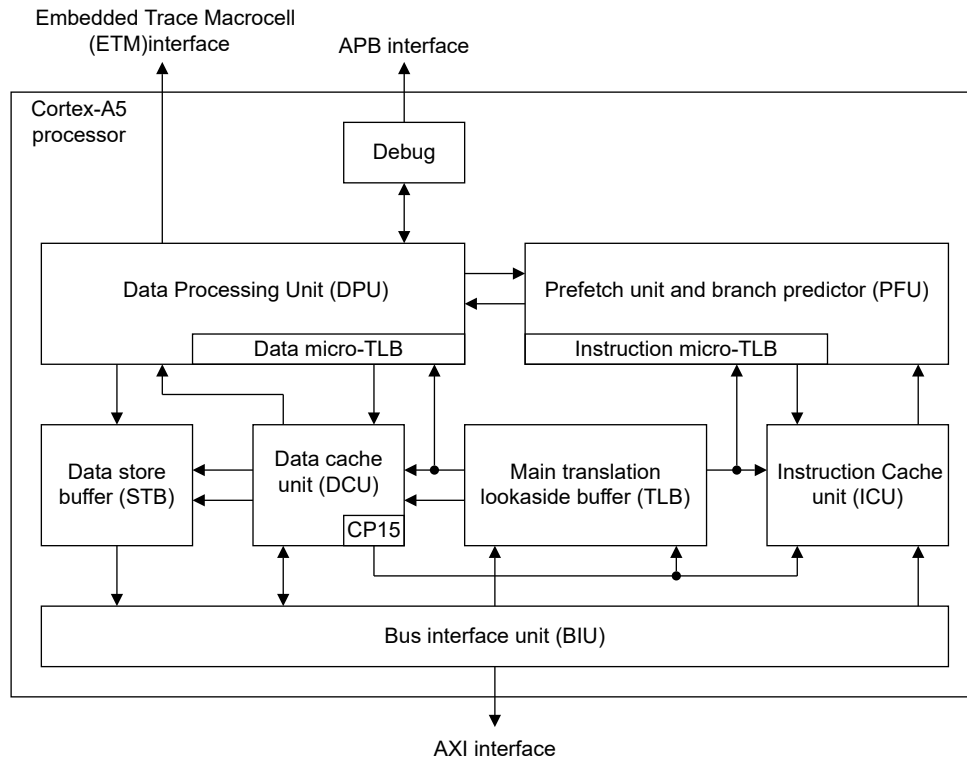 Embedded Trace Macrocell
(ETM)interface
APB interface
Cortex-A5
processor
Debug
Data Processing Unit (DPU)
Prefetch unit and branch predictor (PFU)
Data micro-TLB
Instruction micro-TLB
Data store
buffer (STB)
Data cache
unit (DCU)
CP15
Main translation
lookaside buffer (TLB)
Instruction Cache
unit (ICU)
Bus interface unit (BIU)
AXI interface